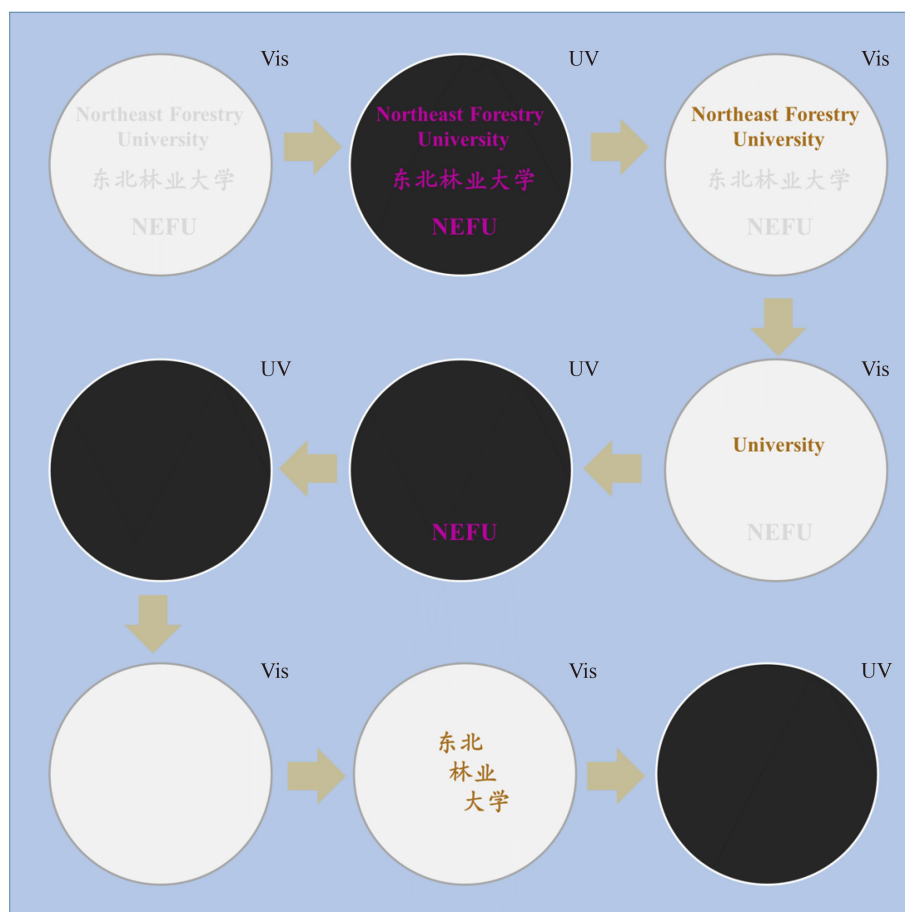 Vis
Northeast Forestry
University
东北林业大学
NEFU
UV
Northeast Forestry
University
东北林业大学
NEFU
Vis
Northeast Forestry
University
东北林业大学
NEFU
UV
UV
NEFU
Vis
University
NEFU
Vis
Vis
东北
林业
大学
UV